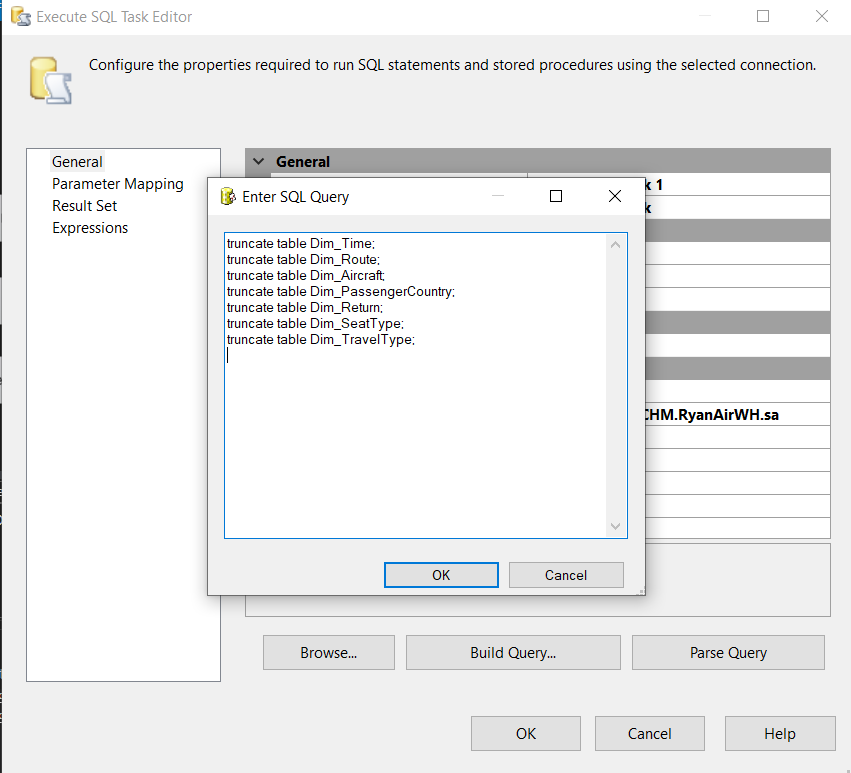 Execute SQL Task Editor
Configure the properties required to run SQL statements and stored procedures using the selected connection.
General
Parameter Mapping
Result Set
Expressions
General
k 1
k
CHM.RyanAirWH.sa
Enter SQL Query
truncate table Dim_Time;
truncate table Dim_Route;
truncate table Dim_Aircraft;
truncate table Dim_PassengerCountry;
truncate table Dim_Return;
truncate table Dim_SeatType;
truncate table Dim_TravelType;
OK
Cancel
Browse...
Build Query...
Parse Query
OK
Cancel
Help